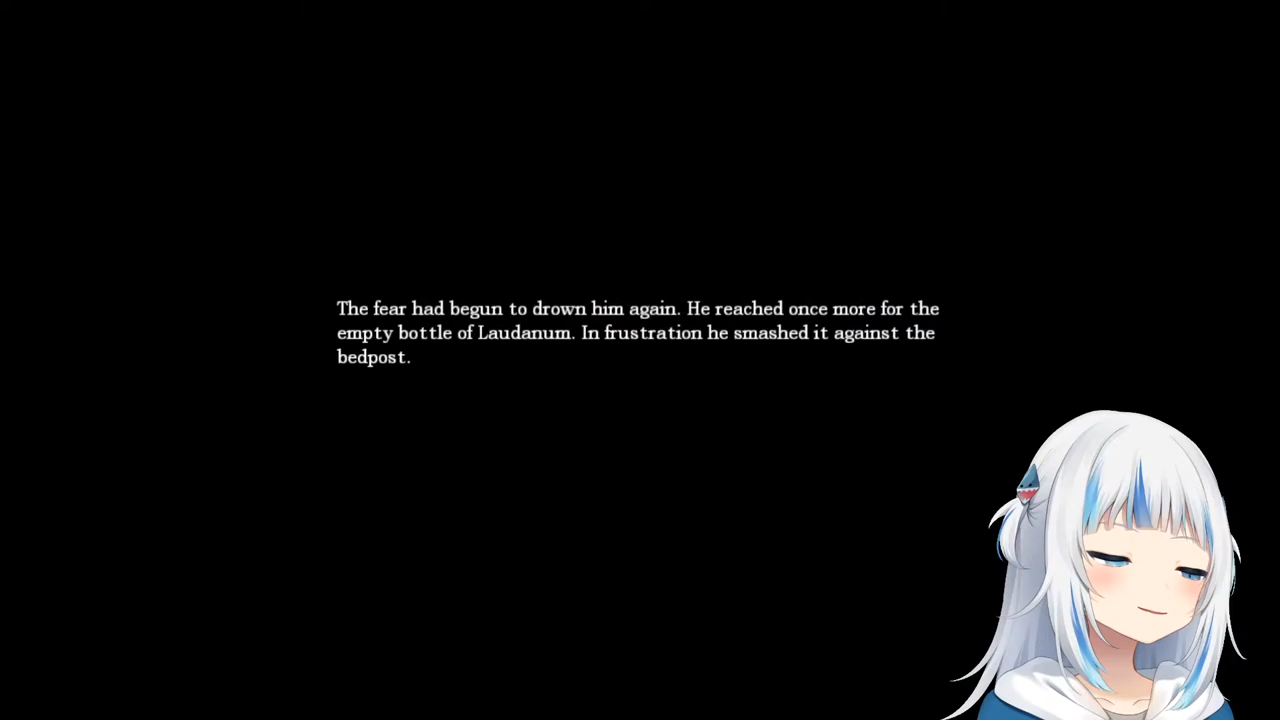 The fear had begun to drown him again. He reached once more for the
empty bottle of Laudanum. In frustration he smashed it against the
bedpost.